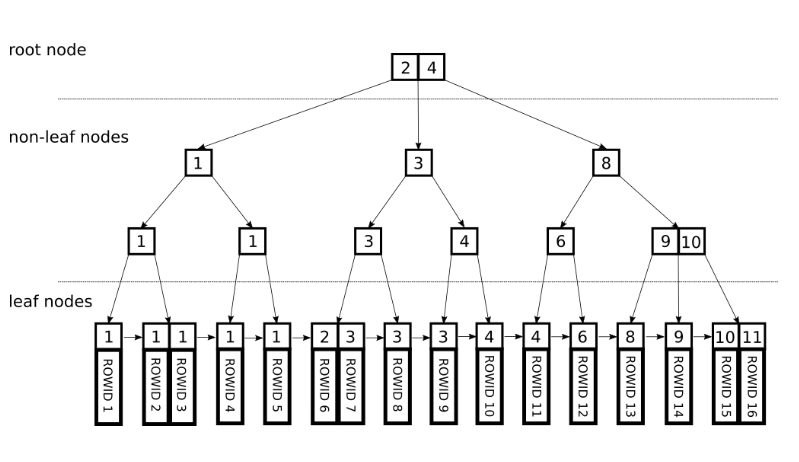 root node
2 4
non-leaf nodes
1 3 8
1 1 3 4 6 9 10
leaf nodes
1 1 1 1 1 2 3 3 3 4 4 6 8 9 10 11
ROWID 1
ROWID 2
ROWID 3
ROWID 4
ROWID 5
ROWID 6
ROWID 7
ROWID 8
ROWID 9
ROWID 10
ROWID 11
ROWID 12
ROWID 13
ROWID 14
ROWID 15
ROWID 16